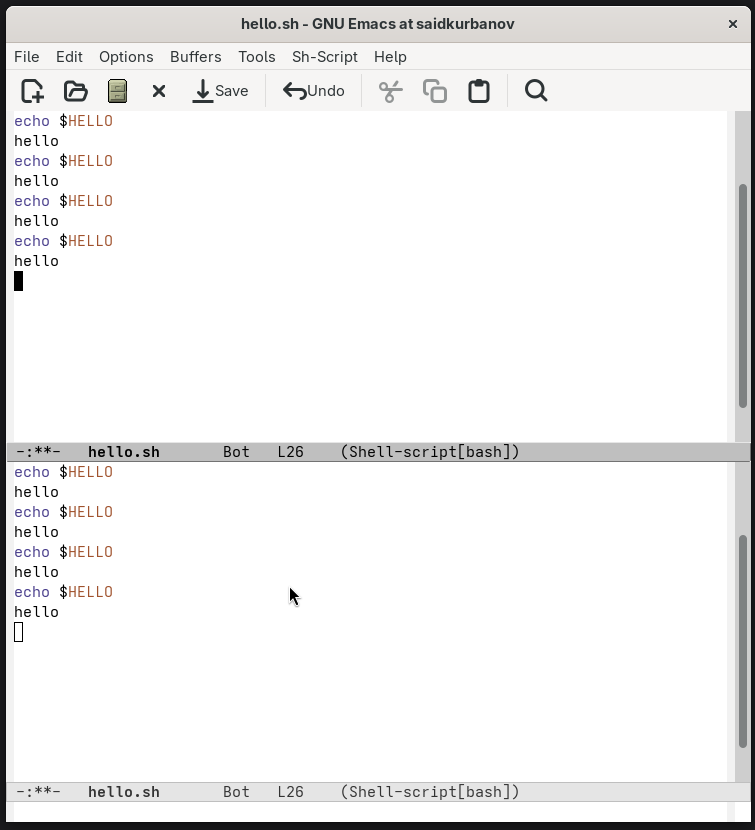 hello.sh - GNU Emacs at saidkurbanov
File Edit Options Buffers Tools Sh-Script Help
Save Undo
echo $HELLO
hello
echo $HELLO
hello
echo $HELLO
hello
echo $HELLO
hello
-:**- hello.sh Bot L26 (Shell-script[bash])
echo $HELLO
hello
echo $HELLO
hello
echo $HELLO
hello
echo $HELLO
hello
-:**- hello.sh Bot L26 (Shell-script[bash])